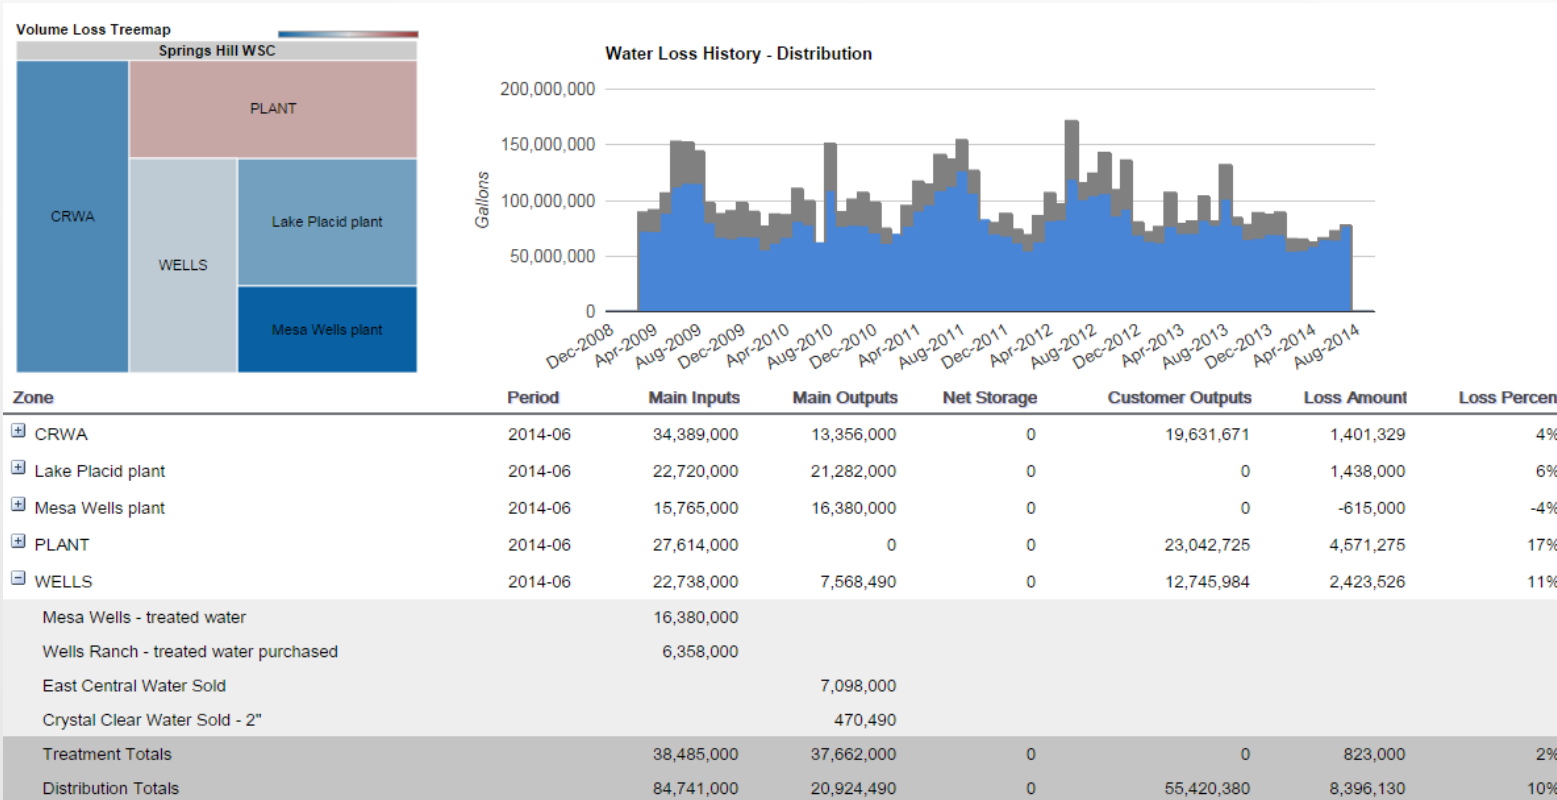 Volume Loss Treemap
Springs Hill WSC
CRWA
PLANT
WELLS
Lake Placid plant
Mesa Wells plant
Water Loss History - Distribution
Gallons
200,000,000
150,000,000
100,000,000
50,000,000
0
Dec-2008 Apr-2009 Aug-2009 Dec-2009 Apr-2010 Aug-2010 Dec-2010 Apr-2011 Aug-2011 Dec-2011 Apr-2012 Aug-2012 Dec-2012 Apr-2013 Aug-2013 Dec-2013 Apr-2014 Aug-2014
Zone Period Main Inputs Main Outputs Net Storage Customer Outputs Loss Amount Loss Percen
CRWA 2014-06 34,389,000 13,356,000 0 19,631,671 1,401,329 4%
Lake Placid plant 2014-06 22,720,000 21,282,000 0 0 1,438,000 6%
Mesa Wells plant 2014-06 15,765,000 16,380,000 0 0 -615,000 -4%
PLANT 2014-06 27,614,000 0 0 23,042,725 4,571,275 17%
WELLS 2014-06 22,738,000 7,568,490 0 12,745,984 2,423,526 11%
Mesa Wells - treated water 16,380,000
Wells Ranch - treated water purchased 6,358,000
East Central Water Sold 7,098,000
Crystal Clear Water Sold - 2" 470,490
Treatment Totals 38,485,000 37,662,000 0 0 823,000 2%
Distribution Totals 84,741,000 20,924,490 0 55,420,380 8,396,130 10%